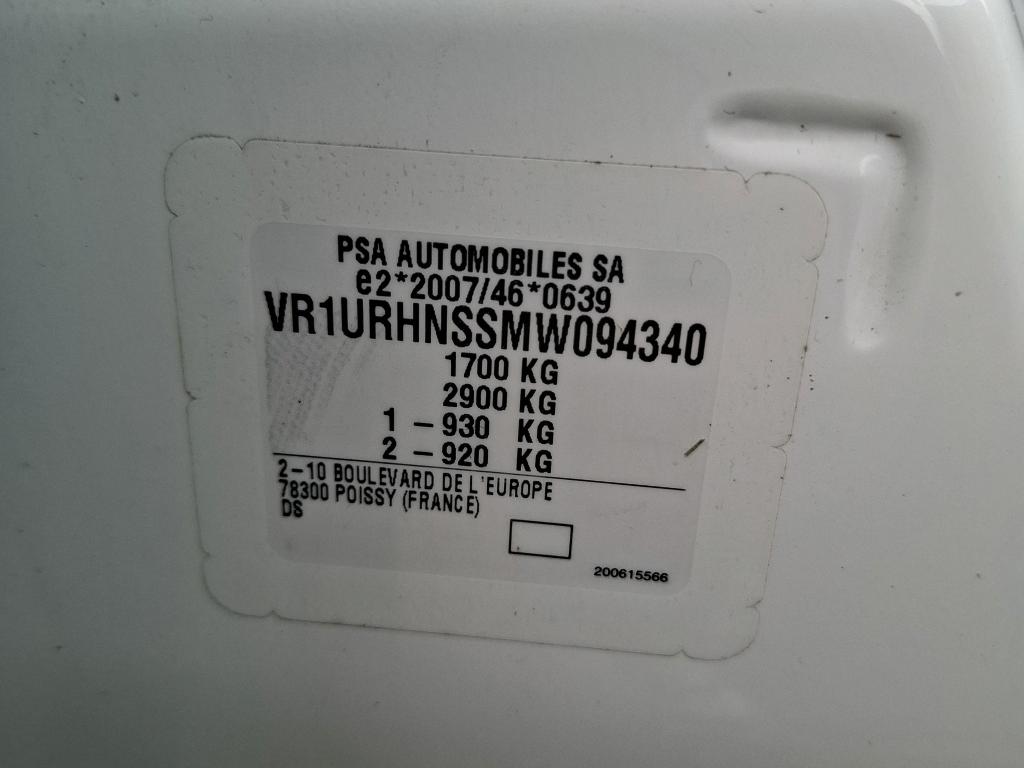 PSA AUTOMOBILES SA
e2*2007/46*0639
VR1URHNSSMW094340
1700 KG
2900 KG
1 -930 KG
2 -920 KG
2-10 BOULEVARD DE L'EUROPE
78300 POISSY (FRANCE)
DS
200615566